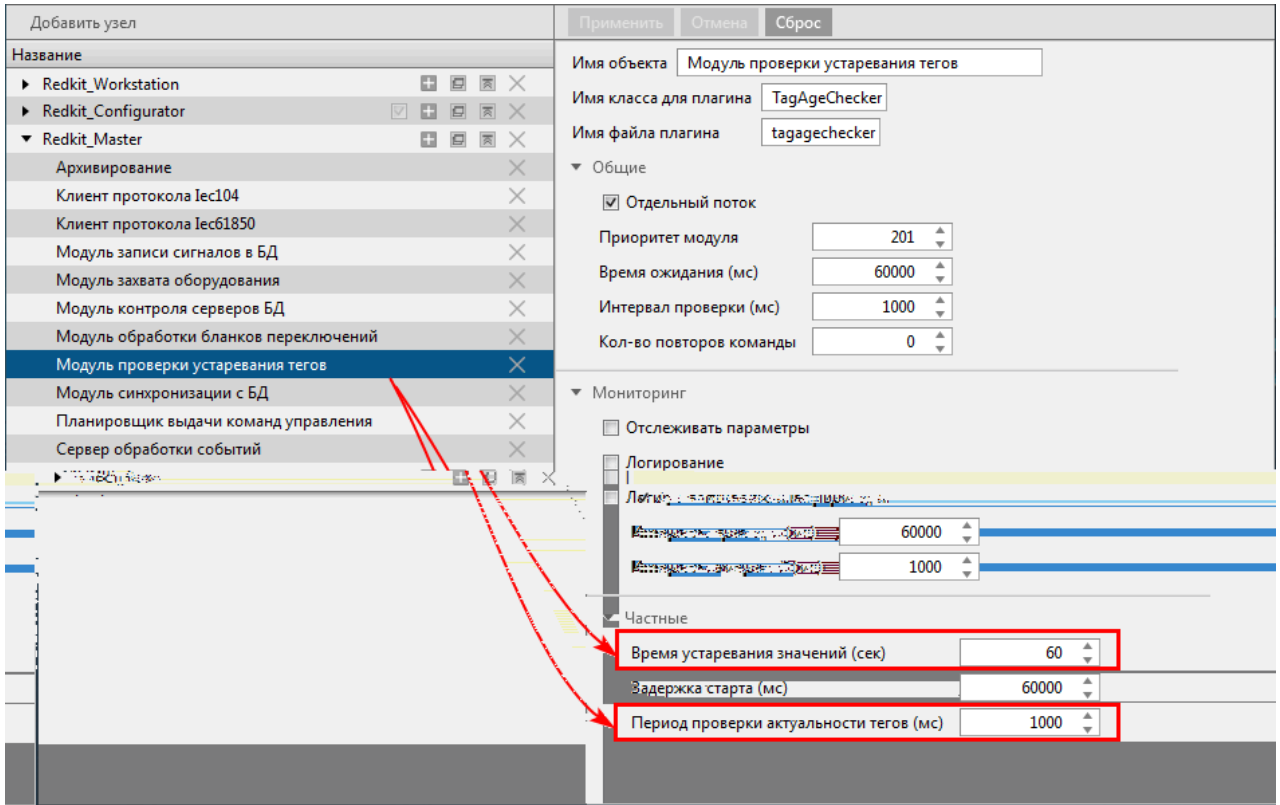 Добавить узел
Название
Redkit_Workstation
Redkit_Configurator
Redkit_Master
Архивирование
Клиент протокола Iec104
Клиент протокола Iec61850
Модуль записи сигналов в БД
Модуль захвата оборудования
Модуль контроля серверов БД
Модуль обработки бланков переключений
Модуль проверки устаревания тегов
Модуль синхронизации с БД
Планировщик выдачи команд управления
Сервер обработки событий
Применить Отмена Сброс
Имя объекта Модуль проверки устаревания тегов
Имя класса для плагина TagAgeChecker
Имя файла плагина tagagechecker
Общие
Отдельный поток
Приоритет модуля 201
Время ожидания (мс) 60000
Интервал проверки (мс) 1000
Кол-во повторов команды 0
Мониторинг
Отслеживать параметры
Логирование
60000
1000
Частные
Время устаревания значений (сек) 60
Задержка старта (мс) 60000
Период проверки актуальности тегов (мс) 1000